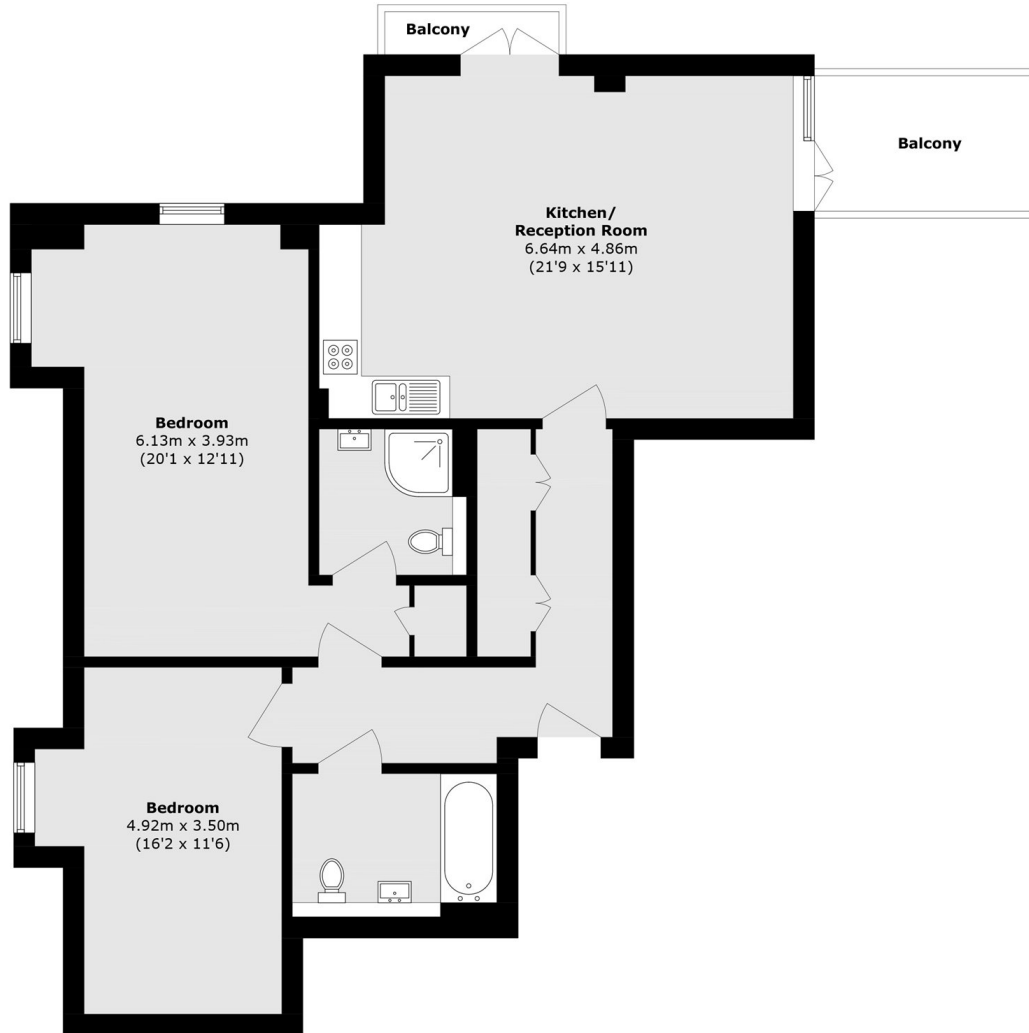 Balcony
Balcony
Kitchen/
Reception Room
6.64m x 4.86m
(21'9 x 15'11)
Bedroom
6.13m x 3.93m
(20'1 x 12'11)
Bedroom
4.92m x 3.50m
(16'2 x 11'6)